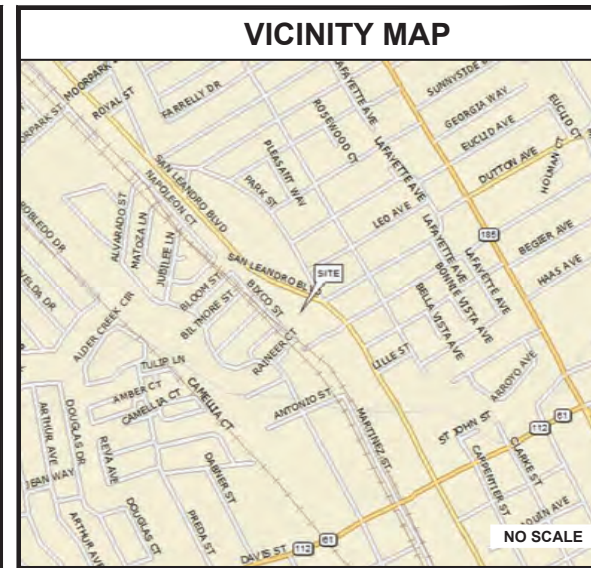 VICINITY MAP
MOORPARK ST
ROYAL ST
FARRELLY DR
LAFAYETTE AVE
SUNNYSIDE
GEORGIA WAY
EUCLID AVE
EUCLID CT
DUTTON AVE
HOLMAN CT
ROSEWOOD CT
LAFAYETTE AVE
PLEASANT WAY
PARK ST
SAN LEANDRO BLVD
NAPOLEON CT
ALVARADO ST
MATOZA LN
JUBILEE LN
LEO AVE
185
BEGIER AVE
HAAS AVE
LAFAYETTE AVE
LAFAYETTE AVE
BONNIE VISTA AVE
BELLA VISTA AVE
SAN LEANDRO BLVD
SITE
BLOOM ST
BIXCO ST
BILTMORE ST
RAINEER CT
ALDER CREEK CIR
TULIP LN
AMBER CT
CAMELLIA CT
CAMELLIA CT
LILLE ST
ARROYO AVE
ANTONIO ST
MARTINEZ ST
ST JOHN ST
112
61
CARPENTIER ST
CLARKE ST
ARTHUR AVE
DOUGLAS DR
REVA AVE
DABNER ST
JEAN WAY
ARTHUR AVE
DOUGLAS CT
PREDA ST
DAVIS ST
112
61
NO SCALE